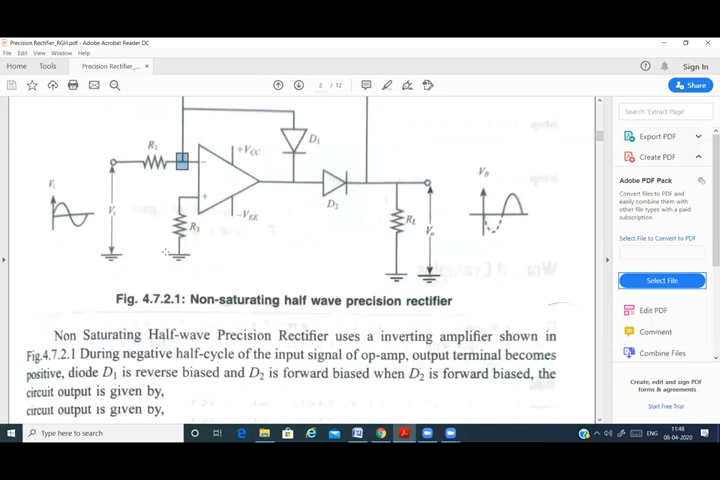 Precision Rectifier_RGH.pdf - Adobe Acrobat Reader DC
File Edit View Window Help
Home Tools Precision Rectifier_... × Sign In
2 / 12 Share
Search 'Extract Page'
Export PDF
Create PDF
Adobe PDF Pack
Convert files to PDF and
easily combine them with
other file types with a paid
subscription
Select File to Convert to PDF
Select File
Edit PDF
Comment
Combine Files
Create, edit and sign PDF
forms & agreements
Start Free Trial
D1
R1
+VCC
−
+
−VEE
D2
R3
RL
Vi
Vi
Vo
Vo
Fig. 4.7.2.1: Non-saturating half wave precision rectifier
Non Saturating Half-wave Precision Rectifier uses a inverting amplifier shown in
Fig.4.7.2.1 During negative half-cycle of the input signal of op-amp, output terminal becomes
positive, diode D1 is reverse biased and D2 is forward biased when D2 is forward biased, the
circuit output is given by,
circuit output is given by,
Type here to search
ENG
11:48
08-04-2020